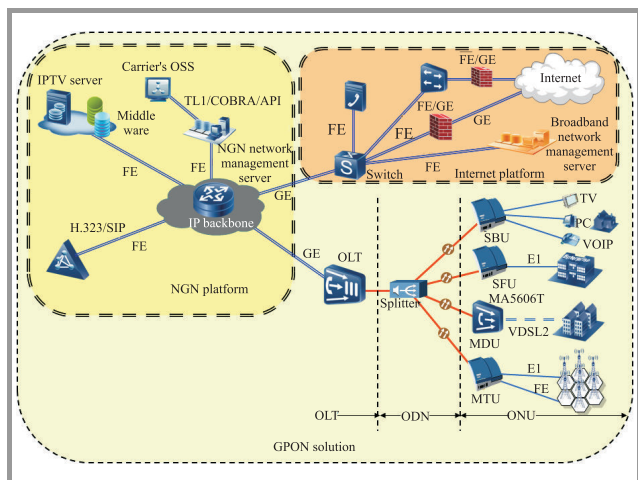 Carrier's OSS
IPTV server
TL1/COBRA/API
Middle
ware
NGN network
management
server
FE
FE
FE
H.323/SIP
IP backbone
GE
NGN platform
FE/GE
Internet
FE/GE
GE
FE
FE
Broadband
network
management
server
Switch
FE
Internet platform
GE
OLT
Splitter
TV
PC
VOIP
SBU
E1
SFU
MA5606T
VDSL2
MDU
E1
FE
MTU
OLT
ODN
ONU
GPON solution